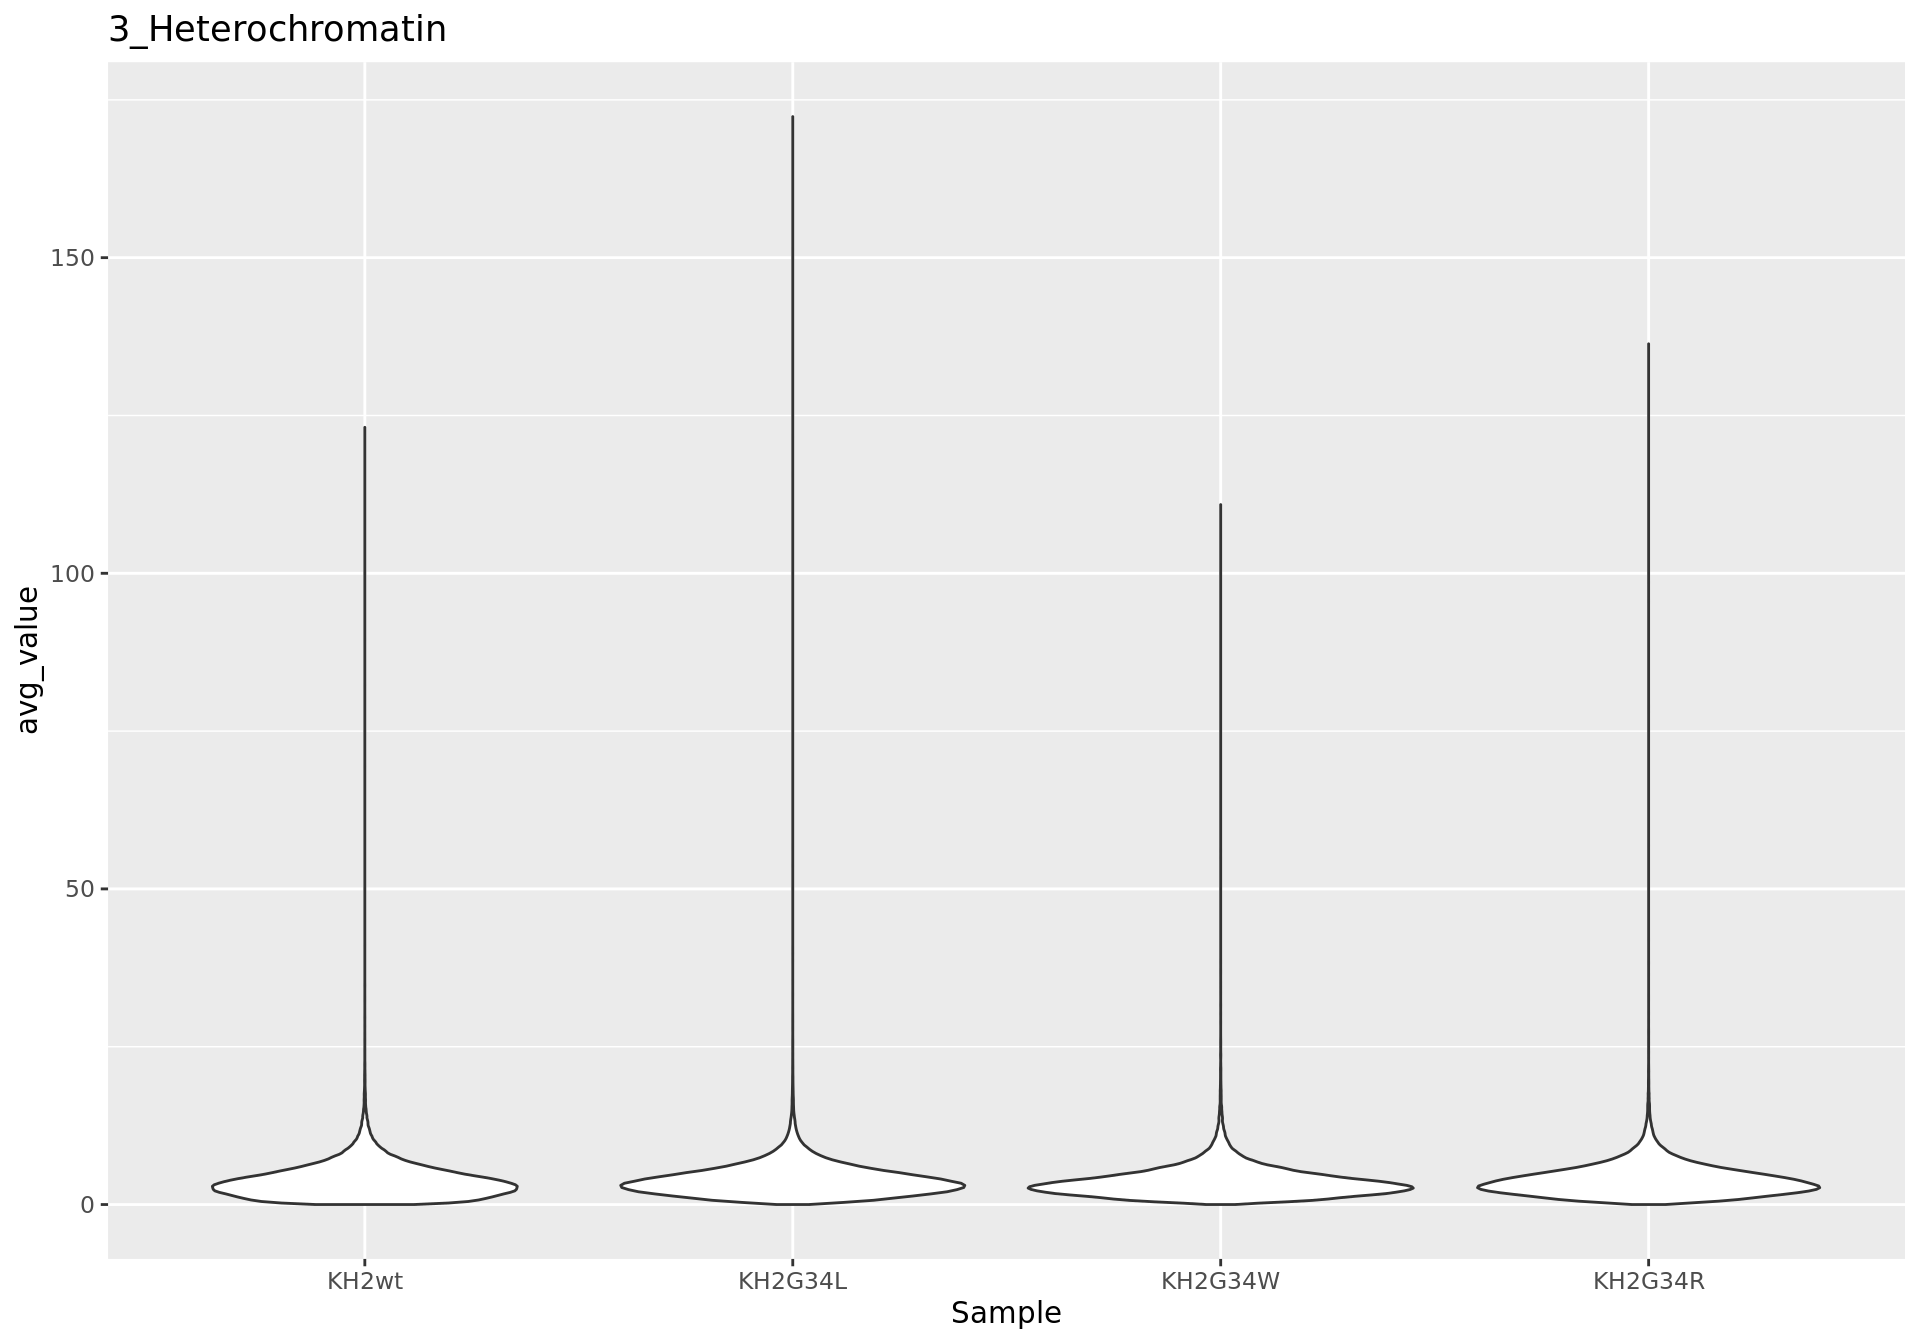 3_Heterochromatin
avg_value
150
100
50
0
KH2wt KH2G34L KH2G34W KH2G34R
Sample